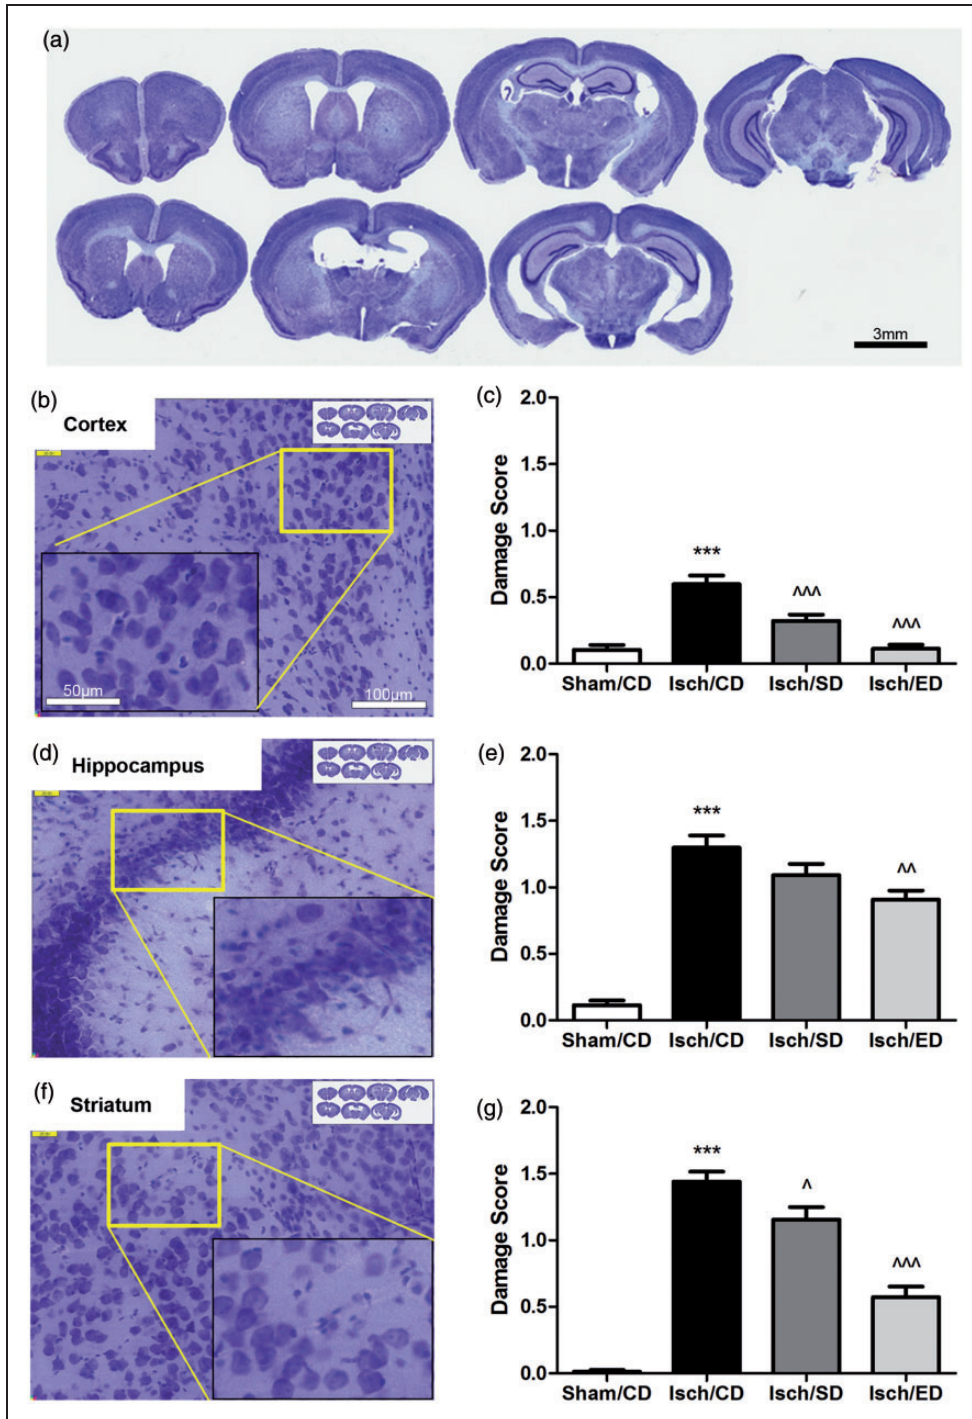 (a)
3mm
(b)
Cortex
50µm
100µm
(c)
Damage Score
2.0
1.5
1.0
0.5
0.0
***
^^^
^^^
Sham/CD Isch/CD Isch/SD Isch/ED
(d)
Hippocampus
(e)
Damage Score
2.0
1.5
1.0
0.5
0.0
***
^^
Sham/CD Isch/CD Isch/SD Isch/ED
(f)
Striatum
(g)
Damage Score
2.0
1.5
1.0
0.5
0.0
***
^
^^^
Sham/CD Isch/CD Isch/SD Isch/ED